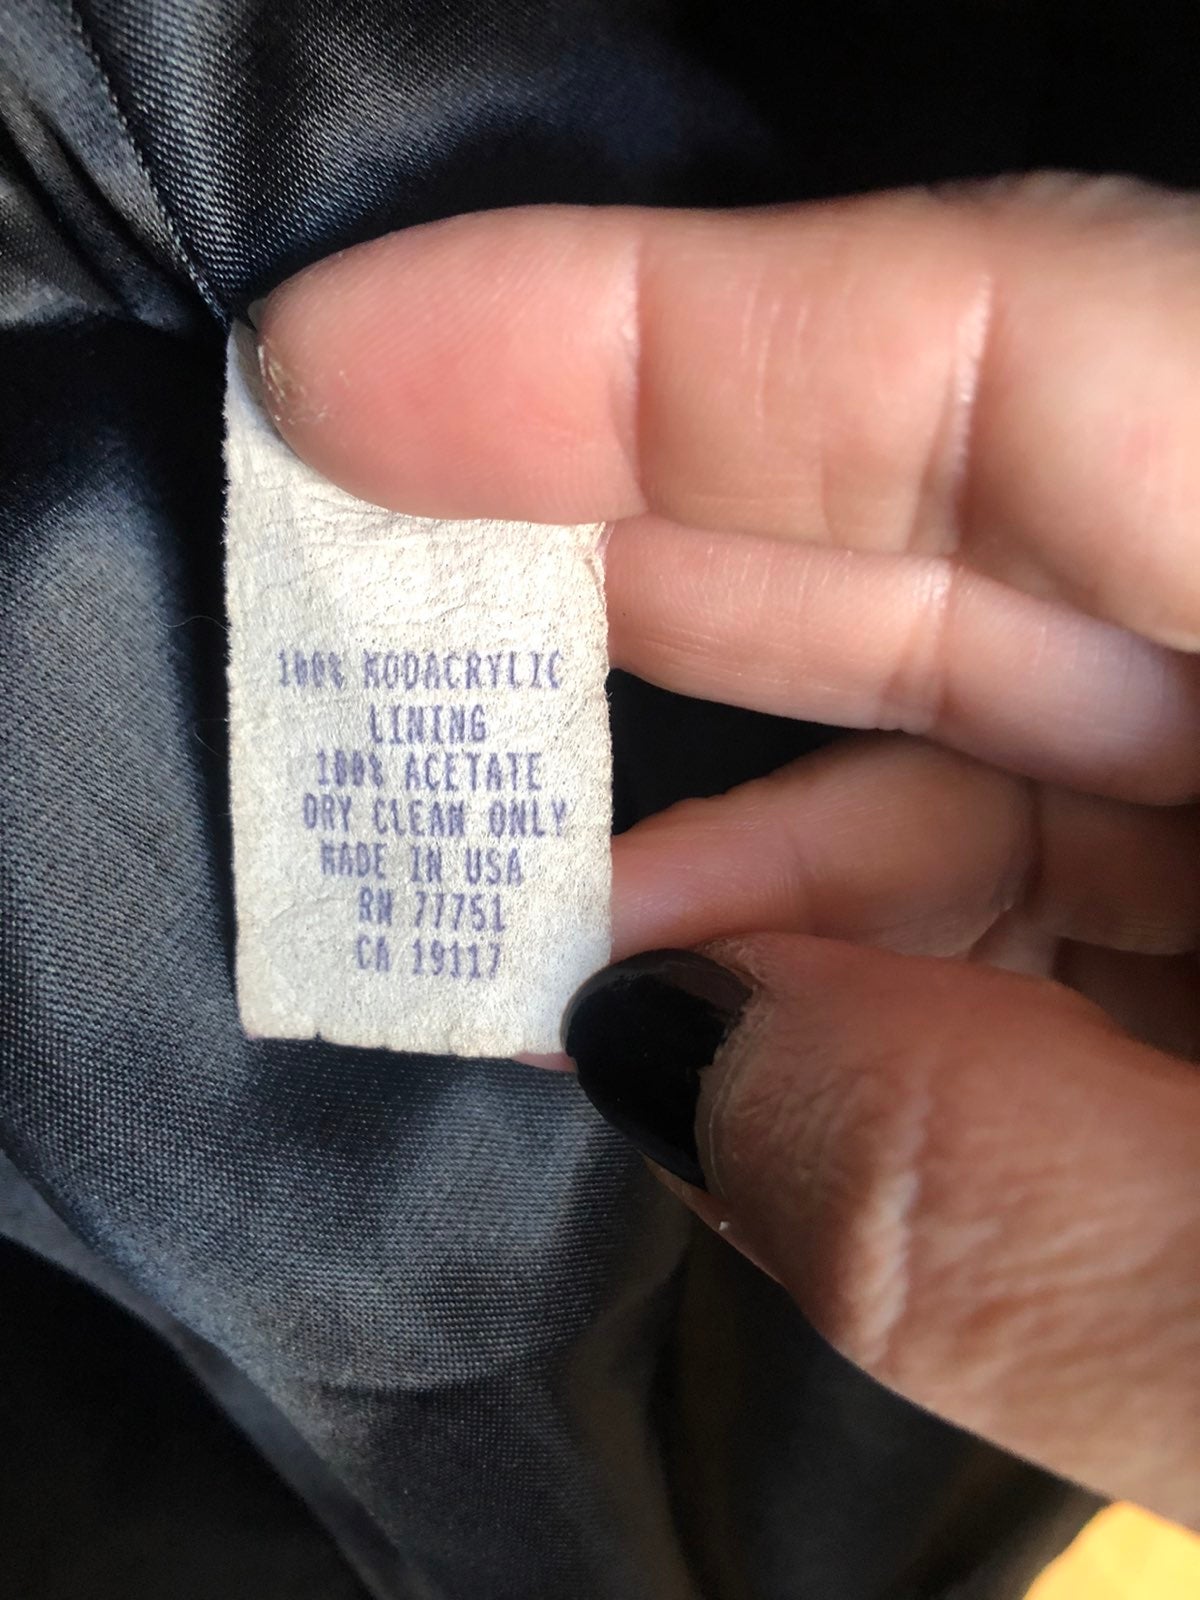 100% MODACRYLIC
LINING
100% ACETATE
DRY CLEAN ONLY
MADE IN USA
RN 77751
CA 19117